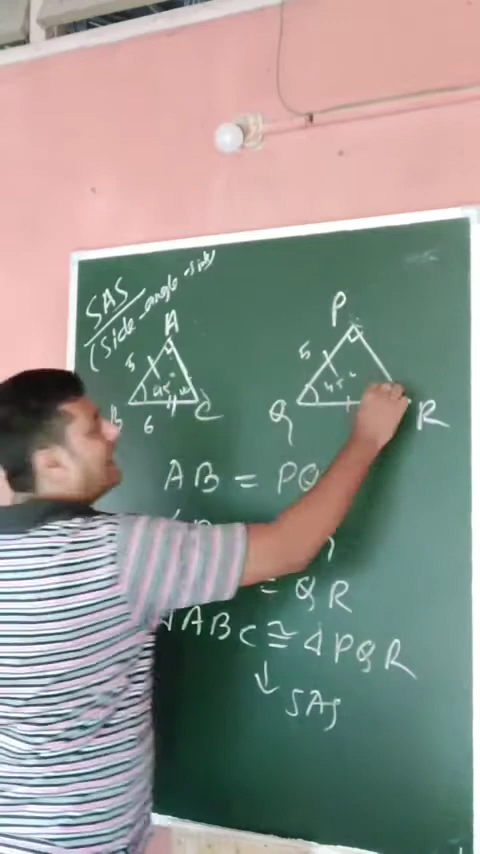 SAS
(Side-angle-side
A
5
45°
B
6
C
P
5
45°
Q
R
AB = PQ
= QR
ABC ≅ Δ PQR
↓
SAS